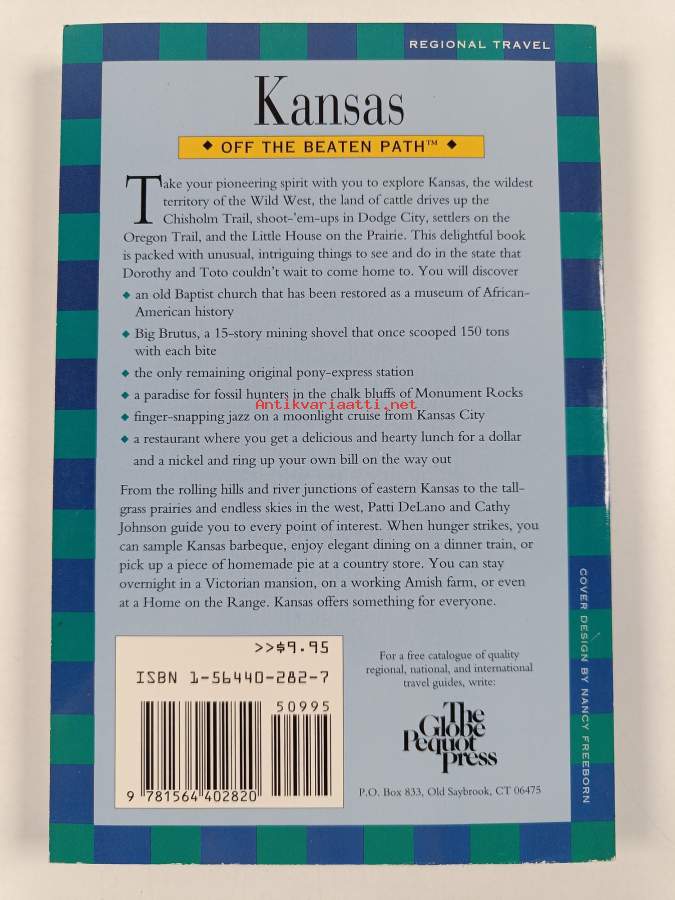 REGIONAL TRAVEL
Kansas
◆ OFF THE BEATEN PATH™ ◆
Take your pioneering spirit with you to explore Kansas, the wildest
territory of the Wild West, the land of cattle drives up the
Chisholm Trail, shoot-'em-ups in Dodge City, settlers on the
Oregon Trail, and the Little House on the Prairie. This delightful book
is packed with unusual, intriguing things to see and do in the state that
Dorothy and Toto couldn't wait to come home to. You will discover
◆ an old Baptist church that has been restored as a museum of African-
American history
◆ Big Brutus, a 15-story mining shovel that once scooped 150 tons
with each bite
◆ the only remaining original pony-express station
◆ a paradise for fossil hunters in the chalk bluffs of Monument Rocks
Antikvariaatti.net
◆ finger-snapping jazz on a moonlight cruise from Kansas City
◆ a restaurant where you get a delicious and hearty lunch for a dollar
and a nickel and ring up your own bill on the way out
From the rolling hills and river junctions of eastern Kansas to the tall-
grass prairies and endless skies in the west, Patti DeLano and Cathy
Johnson guide you to every point of interest. When hunger strikes, you
can sample Kansas barbeque, enjoy elegant dining on a dinner train, or
pick up a piece of homemade pie at a country store. You can stay
overnight in a Victorian mansion, on a working Amish farm, or even
at a Home on the Range. Kansas offers something for everyone.
>>$9.95
ISBN 1-56440-282-7
50995
9 781564 402820
For a free catalogue of quality
regional, national, and international
travel guides, write:
The
Globe
Pequot
Press
P.O. Box 833, Old Saybrook, CT 06475
COVER DESIGN BY NANCY FREEBORN